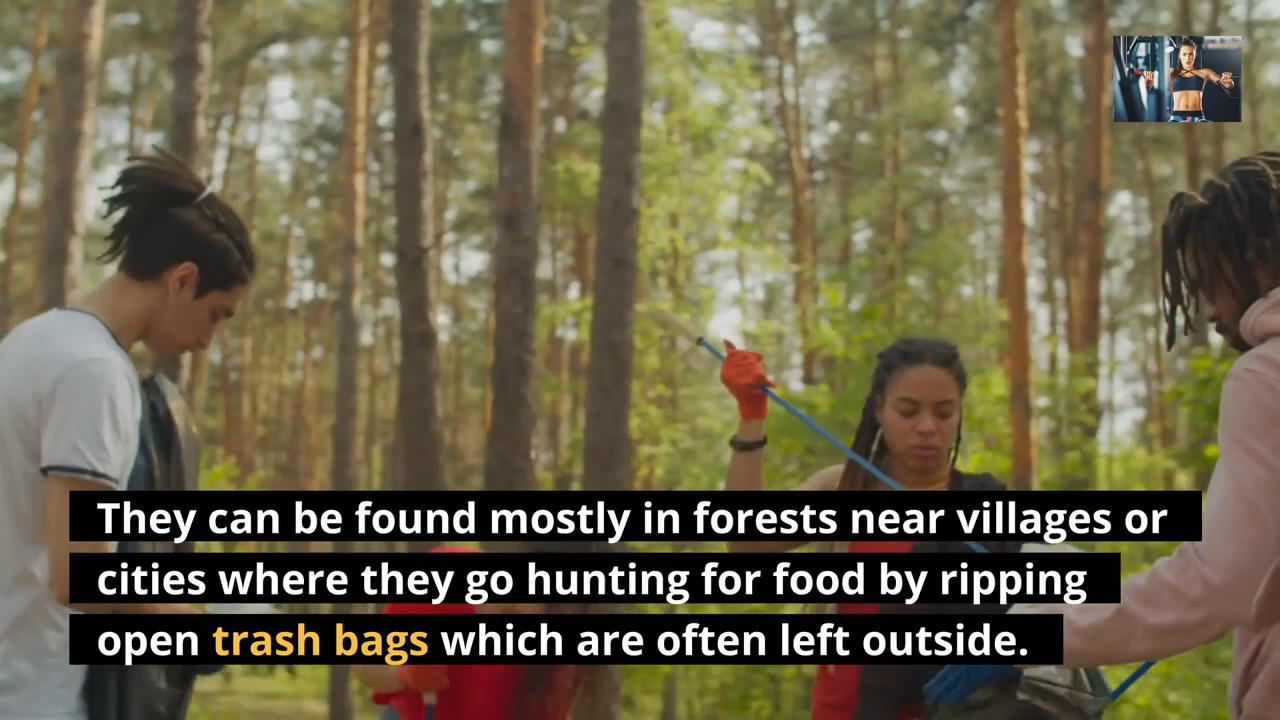 They can be found mostly in forests near villages or
cities where they go hunting for food by ripping
open trash bags which are often left outside.